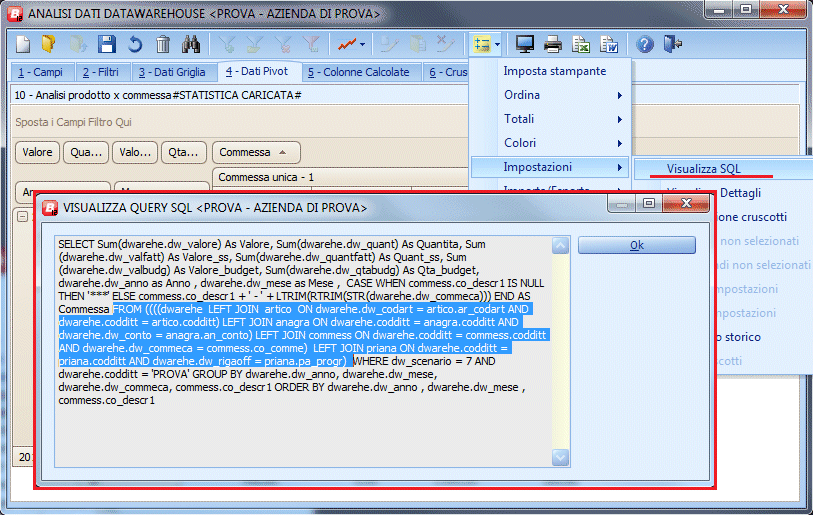 ANALISI DATI DATAWAREHOUSE <PROVA - AZIENDA DI PROVA>
1 - Campi
2 - Filtri
3 - Dati Griglia
4 - Dati Pivot
5 - Colonne Calcolate
6 - Crus
10 - Analisi prodotto x commessa#STATISTICA CARICATA#
Sposta i Campi Filtro Qui
Valore
Qua...
Valo...
Qta...
Commessa
Commessa unica - 1
Imposta stampante
Ordina
Totali
Colori
Impostazioni
Importa/Esporta
Visualizza SQL
Dettagli
one cruscotti
non selezionati
di non selezionati
mpostazioni
impostazioni
o storico
scotti
20
VISUALIZZA QUERY SQL <PROVA - AZIENDA DI PROVA>
SELECT Sum(dwarehe.dw_valore) As Valore, Sum(dwarehe.dw_quant) As Quantita, Sum
(dwarehe.dw_valfatt) As Valore_ss, Sum(dwarehe.dw_quantfatt) As Quant_ss, Sum
(dwarehe.dw_valbudg) As Valore_budget, Sum(dwarehe.dw_qtabudg) As Qta_budget,
dwarehe.dw_anno as Anno , dwarehe.dw_mese as Mese , CASE WHEN commess.co_descr1 IS NULL
THEN '***' ELSE commess.co_descr1 + ' - ' + LTRIM(RTRIM(STR(dwarehe.dw_commeca))) END AS
Commessa FROM ((((dwarehe LEFT JOIN artico ON dwarehe.dw_codart = artico.ar_codart AND
dwarehe.codditt = artico.codditt) LEFT JOIN anagra ON dwarehe.codditt = anagra.codditt AND
dwarehe.dw_conto = anagra.an_conto) LEFT JOIN commess ON dwarehe.codditt = commess.codditt
AND dwarehe.dw_commeca = commess.co_comme) LEFT JOIN priana ON dwarehe.codditt =
priana.codditt AND dwarehe.dw_rigaoff = priana.pa_progr) WHERE dw_scenario = 7 AND
dwarehe.codditt = 'PROVA' GROUP BY dwarehe.dw_anno, dwarehe.dw_mese,
dwarehe.dw_commeca, commess.co_descr1 ORDER BY dwarehe.dw_anno , dwarehe.dw_mese ,
commess.co_descr1
Ok